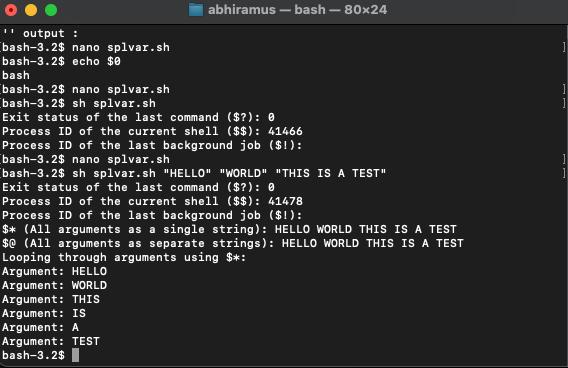 abhiramus — bash — 80×24
'' output :
[bash-3.2$ nano splvar.sh ]
[bash-3.2$ echo $0 ]
bash
[bash-3.2$ nano splvar.sh ]
[bash-3.2$ sh splvar.sh ]
Exit status of the last command ($?): 0
Process ID of the current shell ($$): 41466
Process ID of the last background job ($!):
[bash-3.2$ nano splvar.sh ]
[bash-3.2$ sh splvar.sh "HELLO" "WORLD" "THIS IS A TEST" ]
Exit status of the last command ($?): 0
Process ID of the current shell ($$): 41478
Process ID of the last background job ($!):
$* (All arguments as a single string): HELLO WORLD THIS IS A TEST
$@ (All arguments as separate strings): HELLO WORLD THIS IS A TEST
Looping through arguments using $*:
Argument: HELLO
Argument: WORLD
Argument: THIS
Argument: IS
Argument: A
Argument: TEST
bash-3.2$